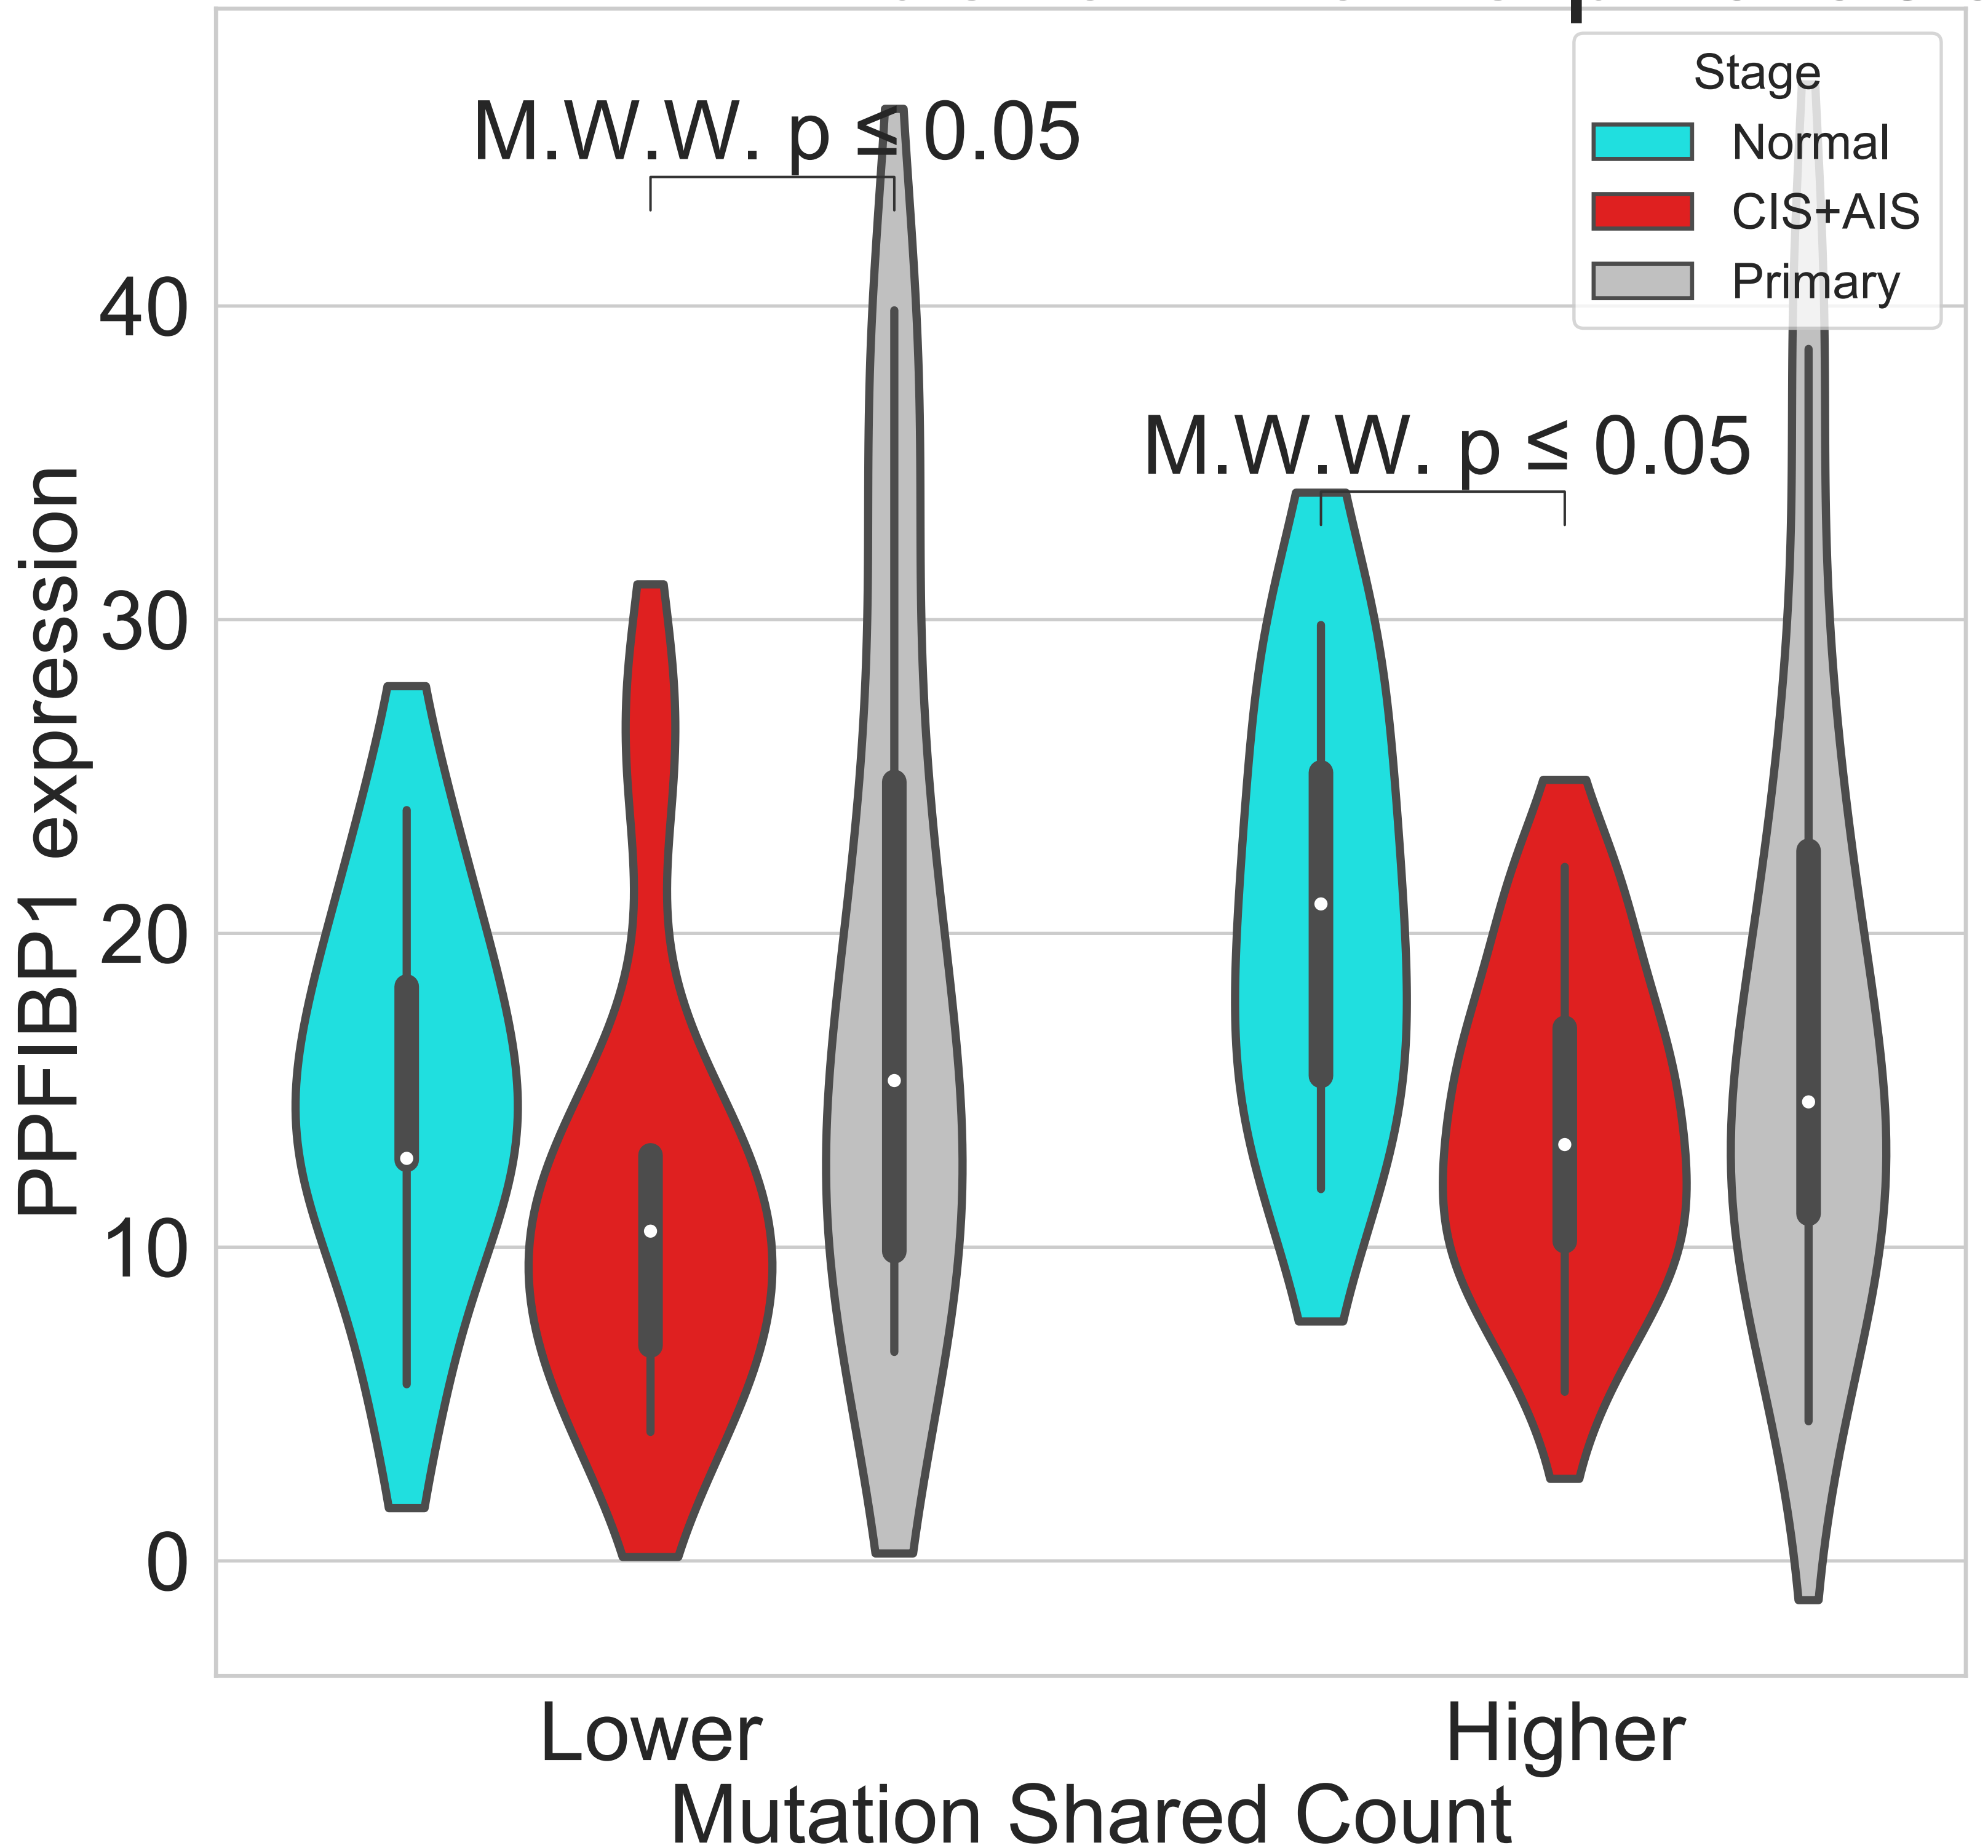 Stage
Normal
CIS+AIS
Primary
M.W.W. p ≤ 0.05
M.W.W. p ≤ 0.05
40
30
20
10
0
PPFIBP1 expression
Lower
Higher
Mutation Shared Count